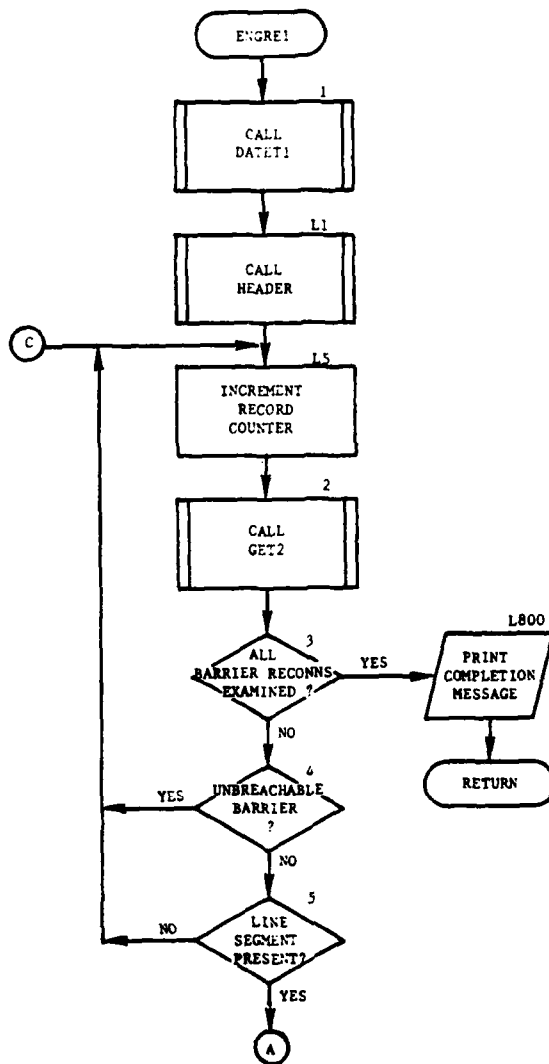 ENGRE1
1
CALL
DATET1
L1
CALL
HEADER
C
L5
INCREMENT
RECORD
COUNTER
2
CALL
GET2
3
ALL
BARRIER RECONNS
EXAMINED ?
YES
L800
PRINT
COMPLETION
MESSAGE
NO
RETURN
4
UNBREACHABLE
BARRIER
?
YES
NO
5
LINE
SEGMENT
PRESENT?
NO
YES
A